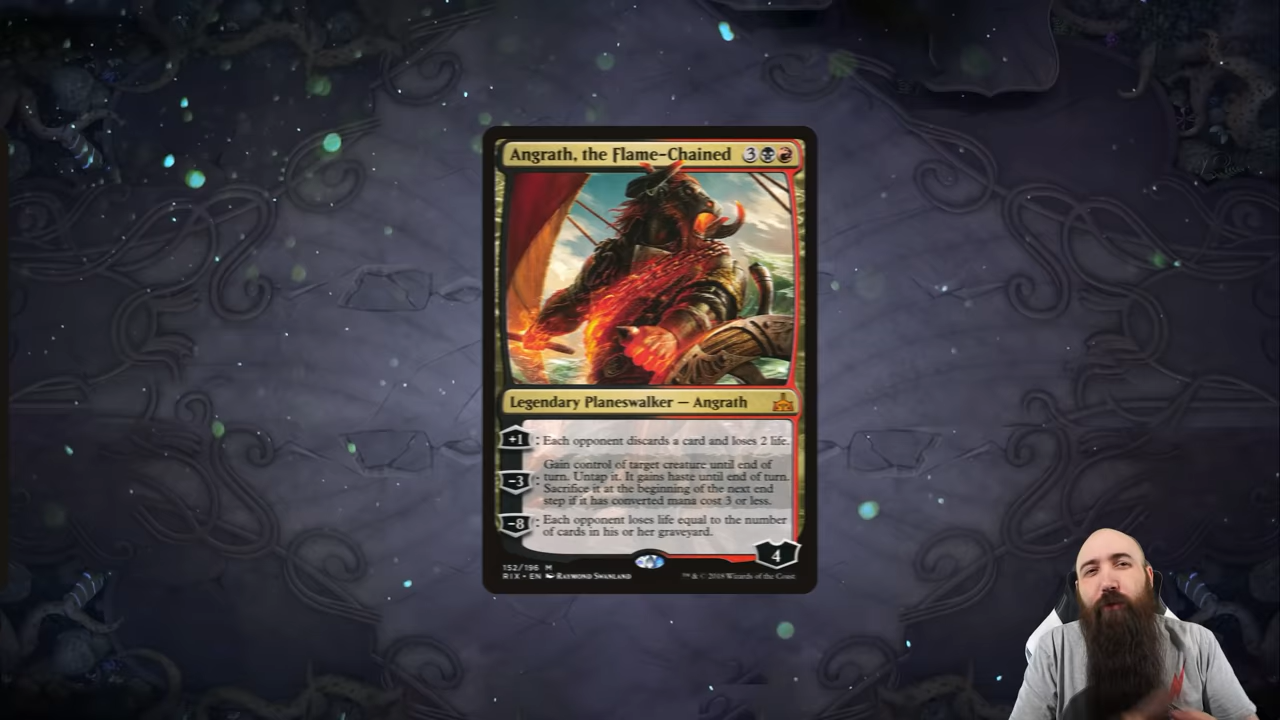 Angrath, the Flame-Chained 3
Legendary Planeswalker — Angrath
+1 : Each opponent discards a card and loses 2 life.
Gain control of target creature until end of
-3 : turn. Untap it. It gains haste until end of turn.
Sacrifice it at the beginning of the next end
step if it has converted mana cost 3 or less.
-8 : Each opponent loses life equal to the number
of cards in his or her graveyard.
4
152/196 M
RIX • EN Raymond Swanland ™ & © 2018 Wizards of the Coast